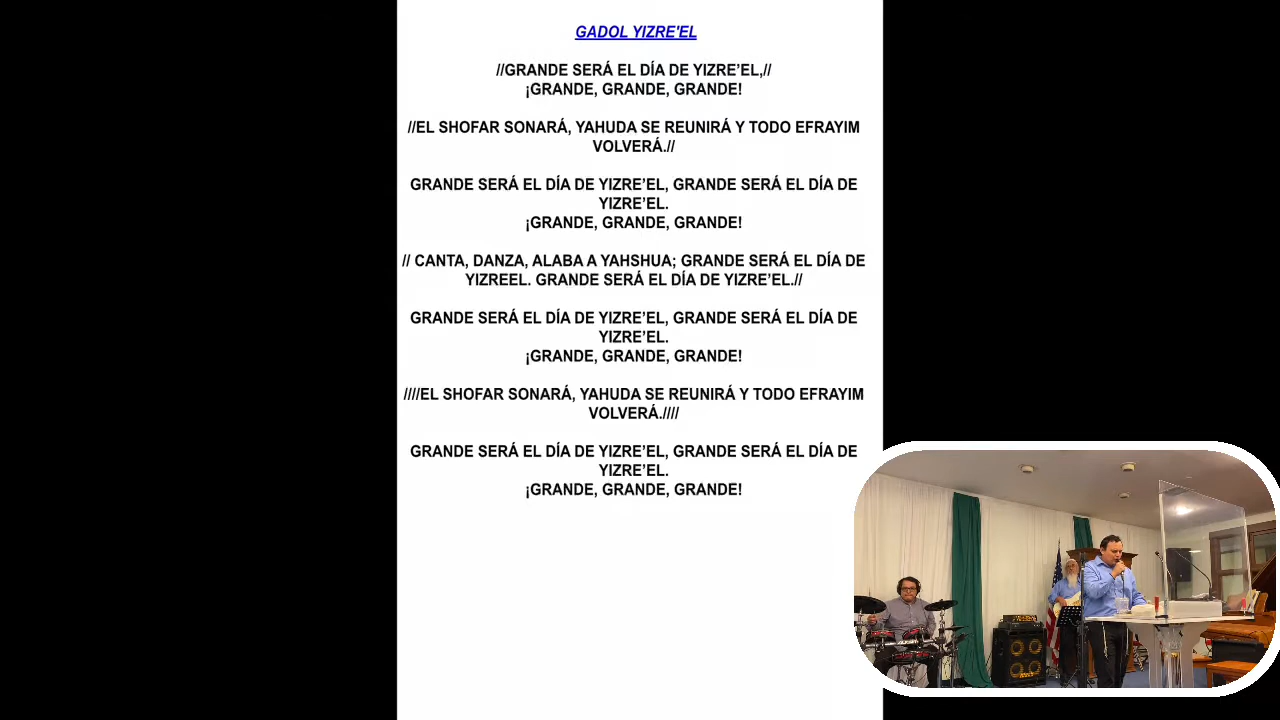 GADOL YIZRE'EL
//GRANDE SERÁ EL DÍA DE YIZRE’EL,//
¡GRANDE, GRANDE, GRANDE!
//EL SHOFAR SONARÁ, YAHUDA SE REUNIRÁ Y TODO EFRAYIM
VOLVERÁ.//
GRANDE SERÁ EL DÍA DE YIZRE’EL, GRANDE SERÁ EL DÍA DE
YIZRE’EL.
¡GRANDE, GRANDE, GRANDE!
// CANTA, DANZA, ALABA A YAHSHUA; GRANDE SERÁ EL DÍA DE
YIZREEL. GRANDE SERÁ EL DÍA DE YIZRE’EL.//
GRANDE SERÁ EL DÍA DE YIZRE’EL, GRANDE SERÁ EL DÍA DE
YIZRE’EL.
¡GRANDE, GRANDE, GRANDE!
////EL SHOFAR SONARÁ, YAHUDA SE REUNIRÁ Y TODO EFRAYIM
VOLVERÁ.////
GRANDE SERÁ EL DÍA DE YIZRE’EL, GRANDE SERÁ EL DÍA DE
YIZRE’EL.
¡GRANDE, GRANDE, GRANDE!